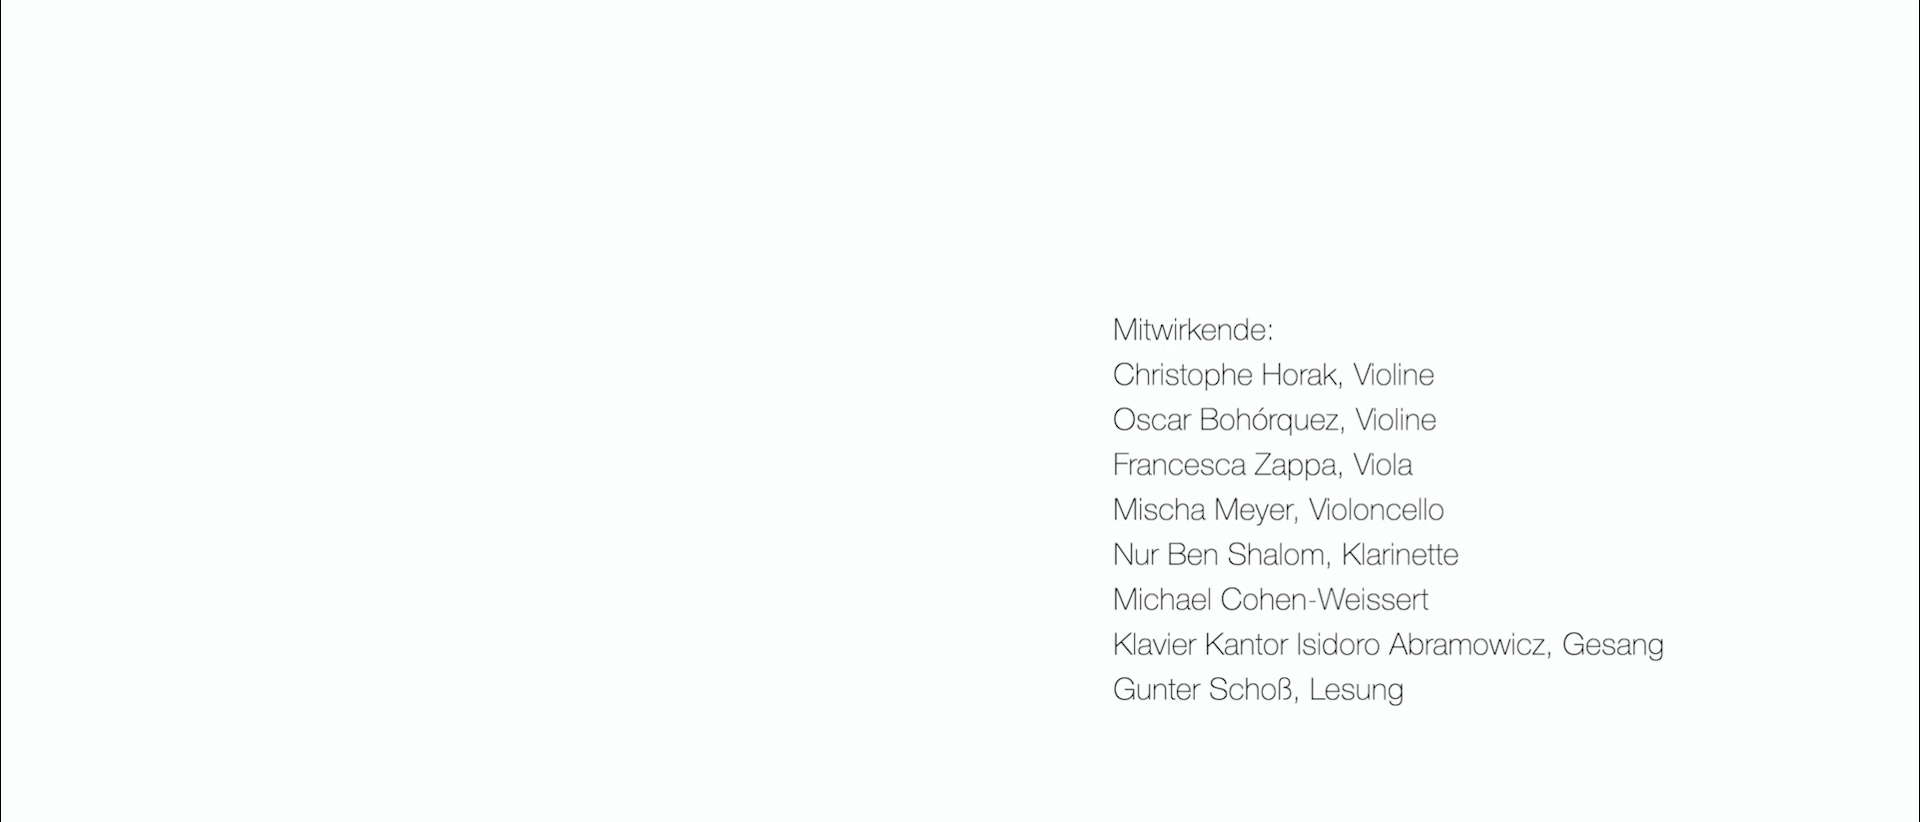 Mitwirkende:
Christophe Horak, Violine
Oscar Bohórquez, Violine
Francesca Zappa, Viola
Mischa Meyer, Violoncello
Nur Ben Shalom, Klarinette
Michael Cohen-Weissert
Klavier Kantor Isidoro Abramowicz, Gesang
Gunter Schoß, Lesung